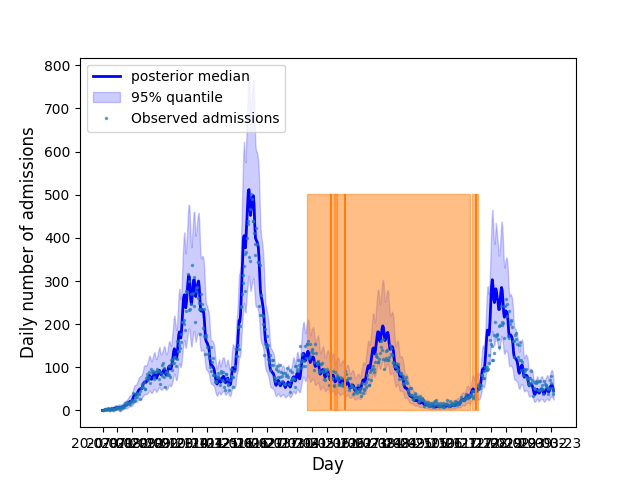 800
700
600
500
400
300
200
100
0
Daily number of admissions
posterior median
95% quantile
Observed admissions
Day